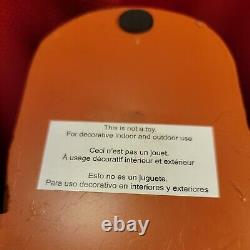 This is not a toy.
For decorative indoor and outdoor use
Ceci n'est pas un jouet.
À usage décoratif intérieur et extérieur
Esto no es un juguete.
Para uso decorativo en interiores y exteriores